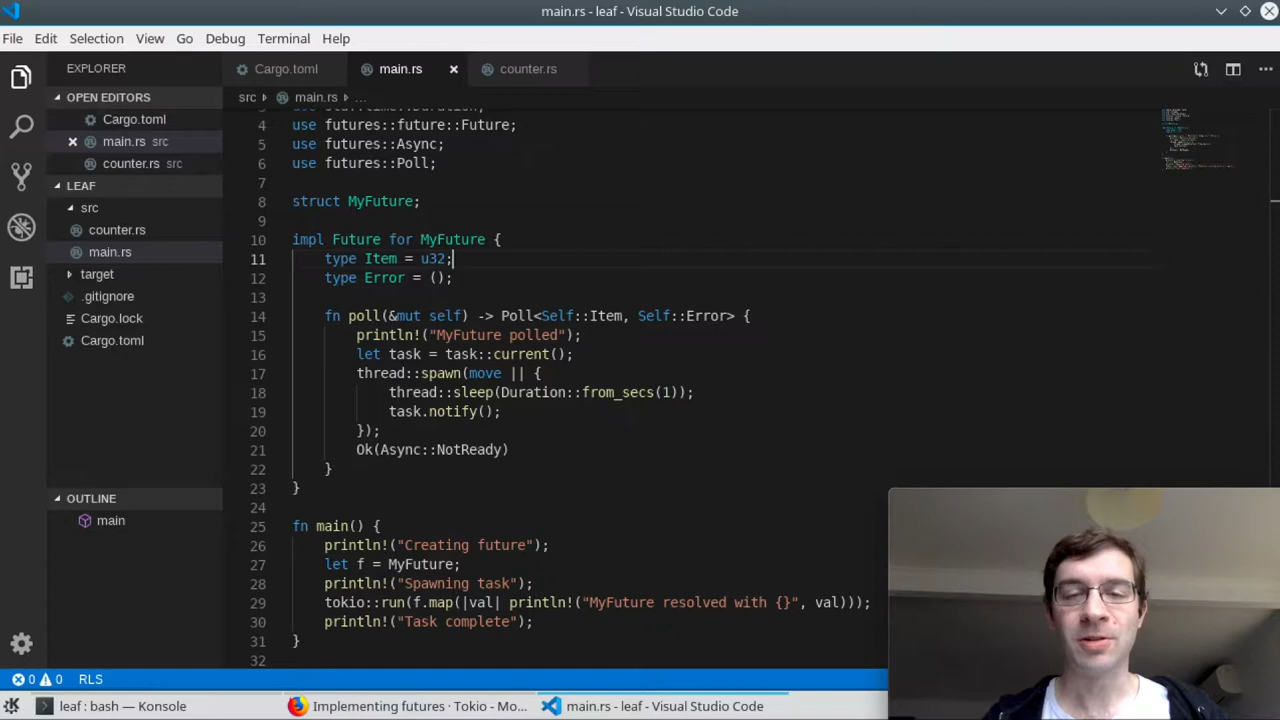 main.rs - leaf - Visual Studio Code
File Edit Selection View Go Debug Terminal Help
EXPLORER
OPEN EDITORS
Cargo.toml
main.rs src
counter.rs src
LEAF
src
counter.rs
main.rs
target
.gitignore
Cargo.lock
Cargo.toml
OUTLINE
main
Cargo.toml main.rs counter.rs
src main.rs ...
4 use futures::future::Future;
5 use futures::Async;
6 use futures::Poll;
7
8 struct MyFuture;
9
10 impl Future for MyFuture {
11 type Item = u32;
12 type Error = ();
13
14 fn poll(&mut self) -> Poll<Self::Item, Self::Error> {
15 println!("MyFuture polled");
16 let task = task::current();
17 thread::spawn(move || {
18 thread::sleep(Duration::from_secs(1));
19 task.notify();
20 });
21 Ok(Async::NotReady)
22 }
23 }
24
25 fn main() {
26 println!("Creating future");
27 let f = MyFuture;
28 println!("Spawning task");
29 tokio::run(f.map(|val| println!("MyFuture resolved with {}", val)));
30 println!("Task complete");
31 }
32
0 0 RLS
leaf : bash — Konsole
Implementing futures · Tokio - Mo...
main.rs - leaf - Visual Studio Code